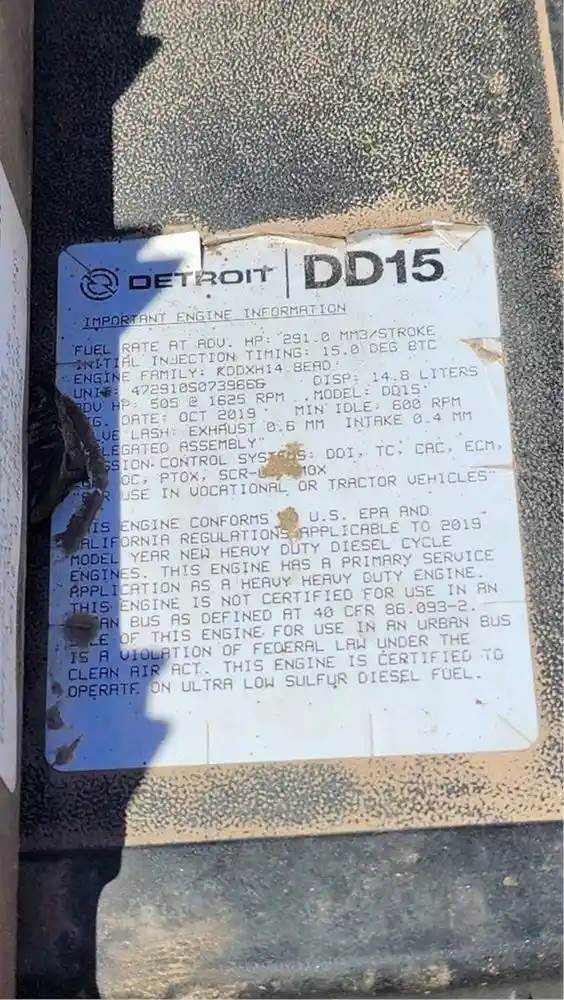 DETROIT DD15
IMPORTANT ENGINE INFORMATION
FUEL RATE AT ADV. HP: 291.0 MM3/STROKE
INITIAL INJECTION TIMING: 15.0 DEG BTC
ENGINE FAMILY: KDDXH14.8EAD DISP: 14.8 LITERS
UNIT: 472910S0739666 MODEL: DD15
ADV HP: 505 @ 1625 RPM MIN IDLE: 600 RPM
DATE: OCT 2019
LASH: EXHAUST 0.6 MM INTAKE 0.4 MM
ASSEMBLY"
CONTROL SYSTEMS: DDI, TC, CAC, ECM,
OC, PTOX,
USE IN VOCATIONAL OR TRACTOR VEHICLES"
THIS ENGINE CONFORMS U.S. EPA AND
CALIFORNIA REGULATIONS APPLICABLE TO 2019
MODEL YEAR NEW HEAVY DUTY DIESEL CYCLE
ENGINES. THIS ENGINE HAS A PRIMARY SERVICE
APPLICATION AS A HEAVY HEAVY DUTY ENGINE.
THIS ENGINE IS NOT CERTIFIED FOR USE IN AN
BUS AS DEFINED AT 40 CFR 86.093-2.
OF THIS ENGINE FOR USE IN AN URBAN BUS
IS A VIOLATION OF FEDERAL LAW UNDER THE
CLEAN AIR ACT. THIS ENGINE IS CERTIFIED TO
OPERATE ON ULTRA LOW SULFUR DIESEL FUEL.